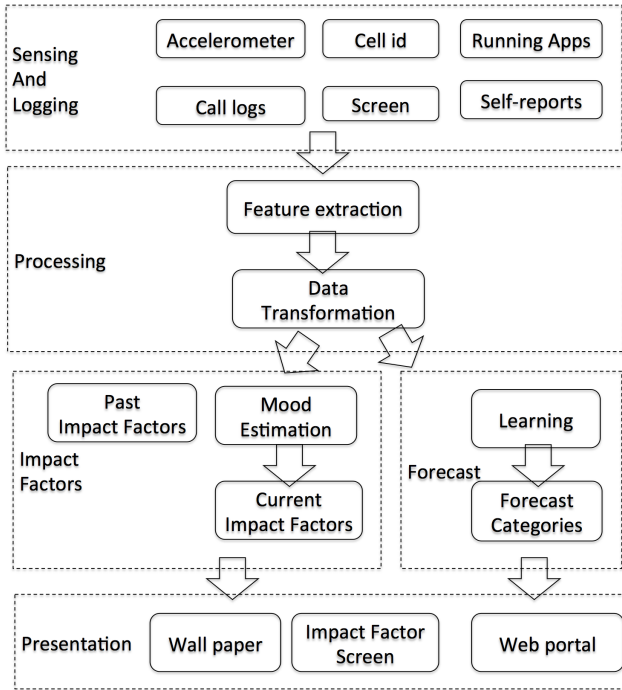 Sensing
And
Logging
Accelerometer
Cell id
Running Apps
Call logs
Screen
Self-reports
Processing
Feature extraction
Data
Transformation
Impact
Factors
Past
Impact Factors
Mood
Estimation
Current
Impact Factors
Forecast
Learning
Forecast
Categories
Presentation
Wall paper
Impact Factor
Screen
Web portal